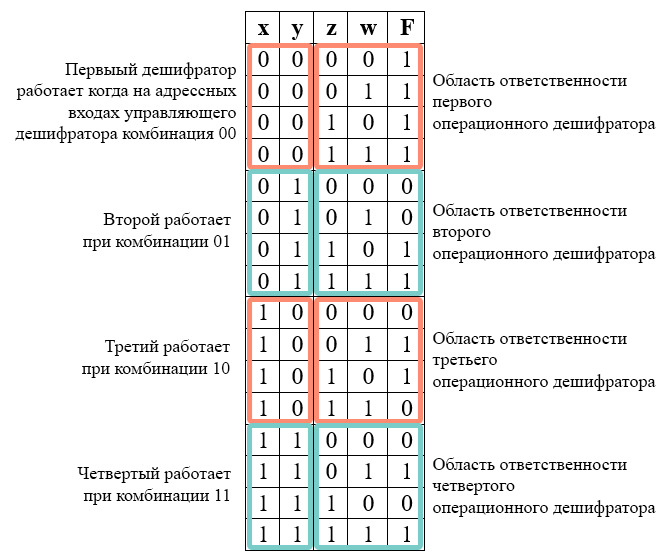 x y z w F
Первыый дешифратор
работает когда на адрессных
входах управляющего
дешифратора комбинация 00
0 0 0 0 1
0 0 0 1 1
0 0 1 0 1
0 0 1 1 1
Область ответственности
первого
операционного дешифратора
Второй работает
при комбинации 01
0 1 0 0 0
0 1 0 1 0
0 1 1 0 1
0 1 1 1 1
Область ответственности
второго
операционного дешифратора
Третий работает
при комбинации 10
1 0 0 0 0
1 0 0 1 1
1 0 1 0 1
1 0 1 1 0
Область ответственности
третьего
операционного дешифратора
Четвертый работает
при комбинации 11
1 1 0 0 0
1 1 0 1 1
1 1 1 0 0
1 1 1 1 1
Область ответственности
четвертого
операционного дешифратора